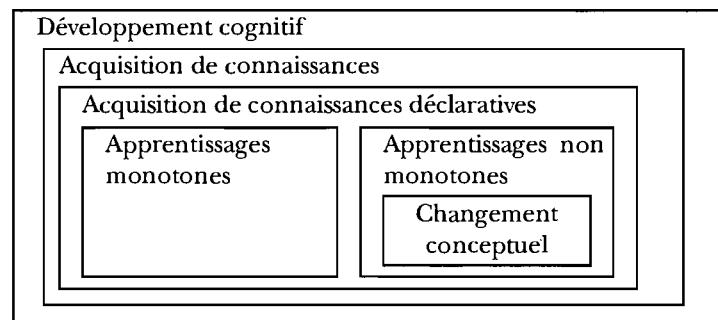 Développement cognitif
Acquisition de connaissances
Acquisition de connaissances déclaratives
Apprentissages
monotones
Apprentissages non
monotones
Changement
conceptuel